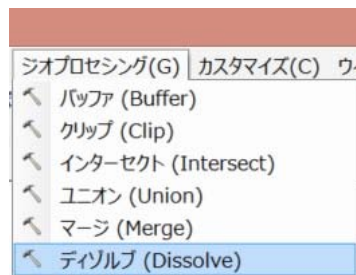 ジオプロセシング(G) カスタマイズ(C) ウ
バッファ (Buffer)
クリップ (Clip)
インターセクト (Intersect)
ユニオン (Union)
マージ (Merge)
ディゾルブ (Dissolve)